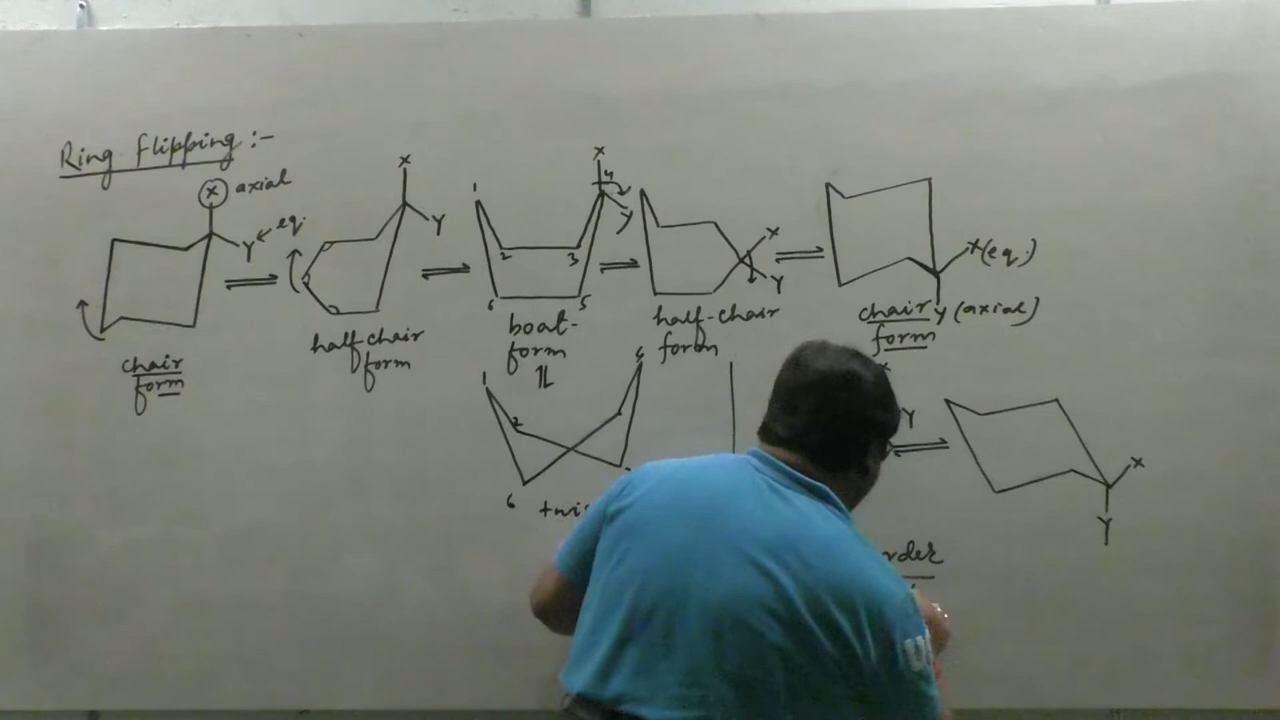 Ring flipping :-
X axial
Y eq.
chair
form
X
Y
half chair
form
X
1
4
Y
2
3
6
5
boat-
form
X
Y
half-chair
form
X (eq)
Y (axial)
chair
form
1
4
2
6
Y
X
Y